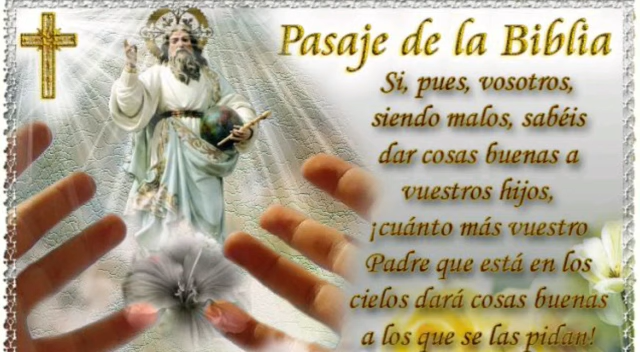 Pasaje de la Biblia
Si, pues, vosotros,
siendo malos, sabéis
dar cosas buenas a
vuestros hijos,
¡cuánto más vuestro
Padre que está en los
cielos dará cosas buenas
a los que se las pidan!